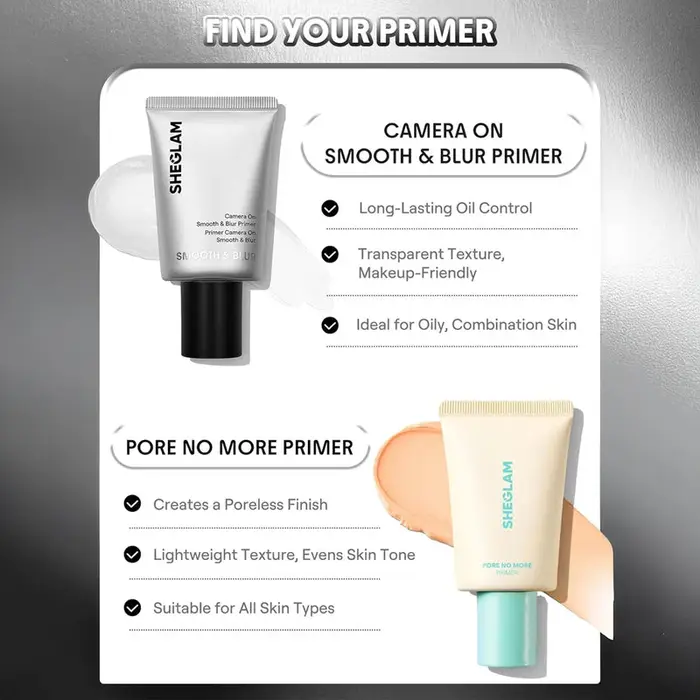 FIND YOUR PRIMER
SHEGLAM
Camera On
Smooth & Blur Primer
Primer Camera On
Smooth & Blur
SMOOTH & BLUR
CAMERA ON
SMOOTH & BLUR PRIMER
Long-Lasting Oil Control
Transparent Texture,
Makeup-Friendly
Ideal for Oily, Combination Skin
PORE NO MORE PRIMER
Creates a Poreless Finish
Lightweight Texture, Evens Skin Tone
Suitable for All Skin Types
SHEGLAM
PORE NO MORE
PRIMER